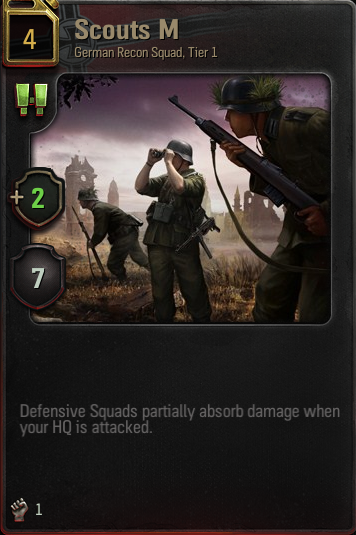 4
Scouts M
German Recon Squad, Tier 1
+2
7
Defensive Squads partially absorb damage when
your HQ is attacked.
1